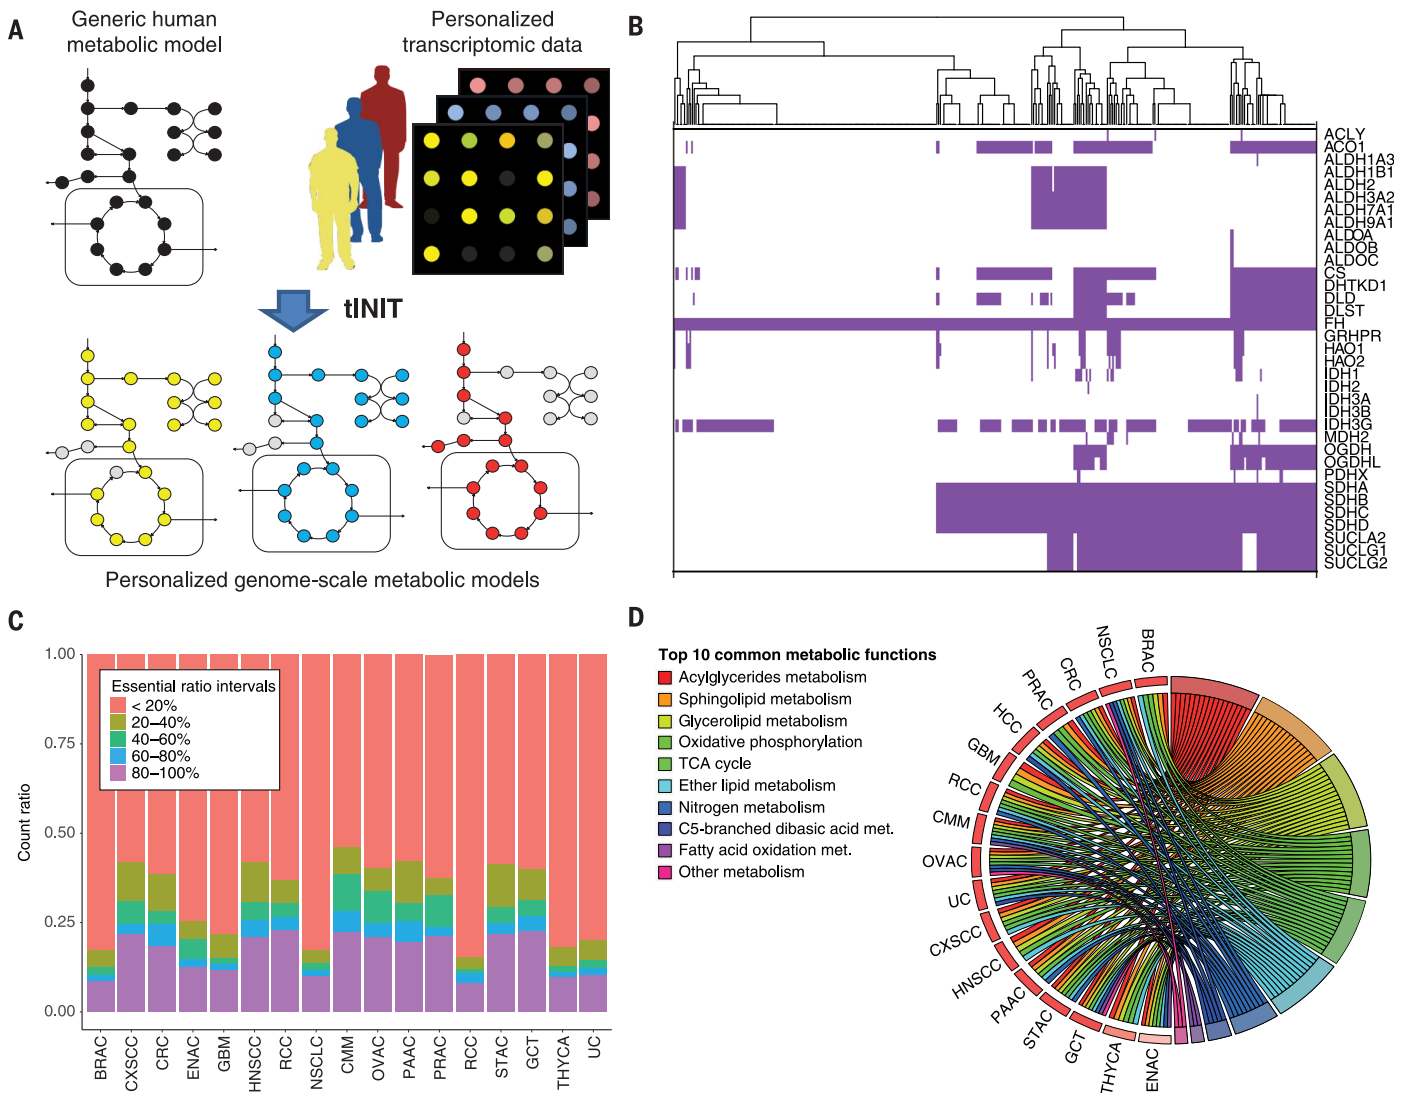 A
Generic human
metabolic model
Personalized
transcriptomic data
tINIT
Personalized genome-scale metabolic models
B
ACLY
ACO1
ALDH1A3
ALDH1B1
ALDH2
ALDH3A2
ALDH7A1
ALDH9A1
ALDOA
ALDOB
ALDOC
CS
DHTKD1
DLD
DLST
FH
GRHPR
HAO1
HAO2
IDH1
IDH2
IDH3A
IDH3B
IDH3G
MDH2
OGDH
OGDHL
PDHX
SDHA
SDHB
SDHC
SDHD
SUCLA2
SUCLG1
SUCLG2
C
Count ratio
1.00
0.75
0.50
0.25
0.00
Essential ratio intervals
< 20%
20–40%
40–60%
60–80%
80–100%
BRAC
CXSCC
CRC
ENAC
GBM
HNSCC
RCC
NSCLC
CMM
OVAC
PAAC
PRAC
RCC
STAC
GCT
THYCA
UC
D
Top 10 common metabolic functions
Acylglycerides metabolism
Sphingolipid metabolism
Glycerolipid metabolism
Oxidative phosphorylation
TCA cycle
Ether lipid metabolism
Nitrogen metabolism
C5-branched dibasic acid met.
Fatty acid oxidation met.
Other metabolism
BRAC
NSCLC
CRC
PRAC
HCC
GBM
RCC
CMM
OVAC
UC
CXSCC
HNSCC
PAAC
STAC
GCT
THYCA
ENAC